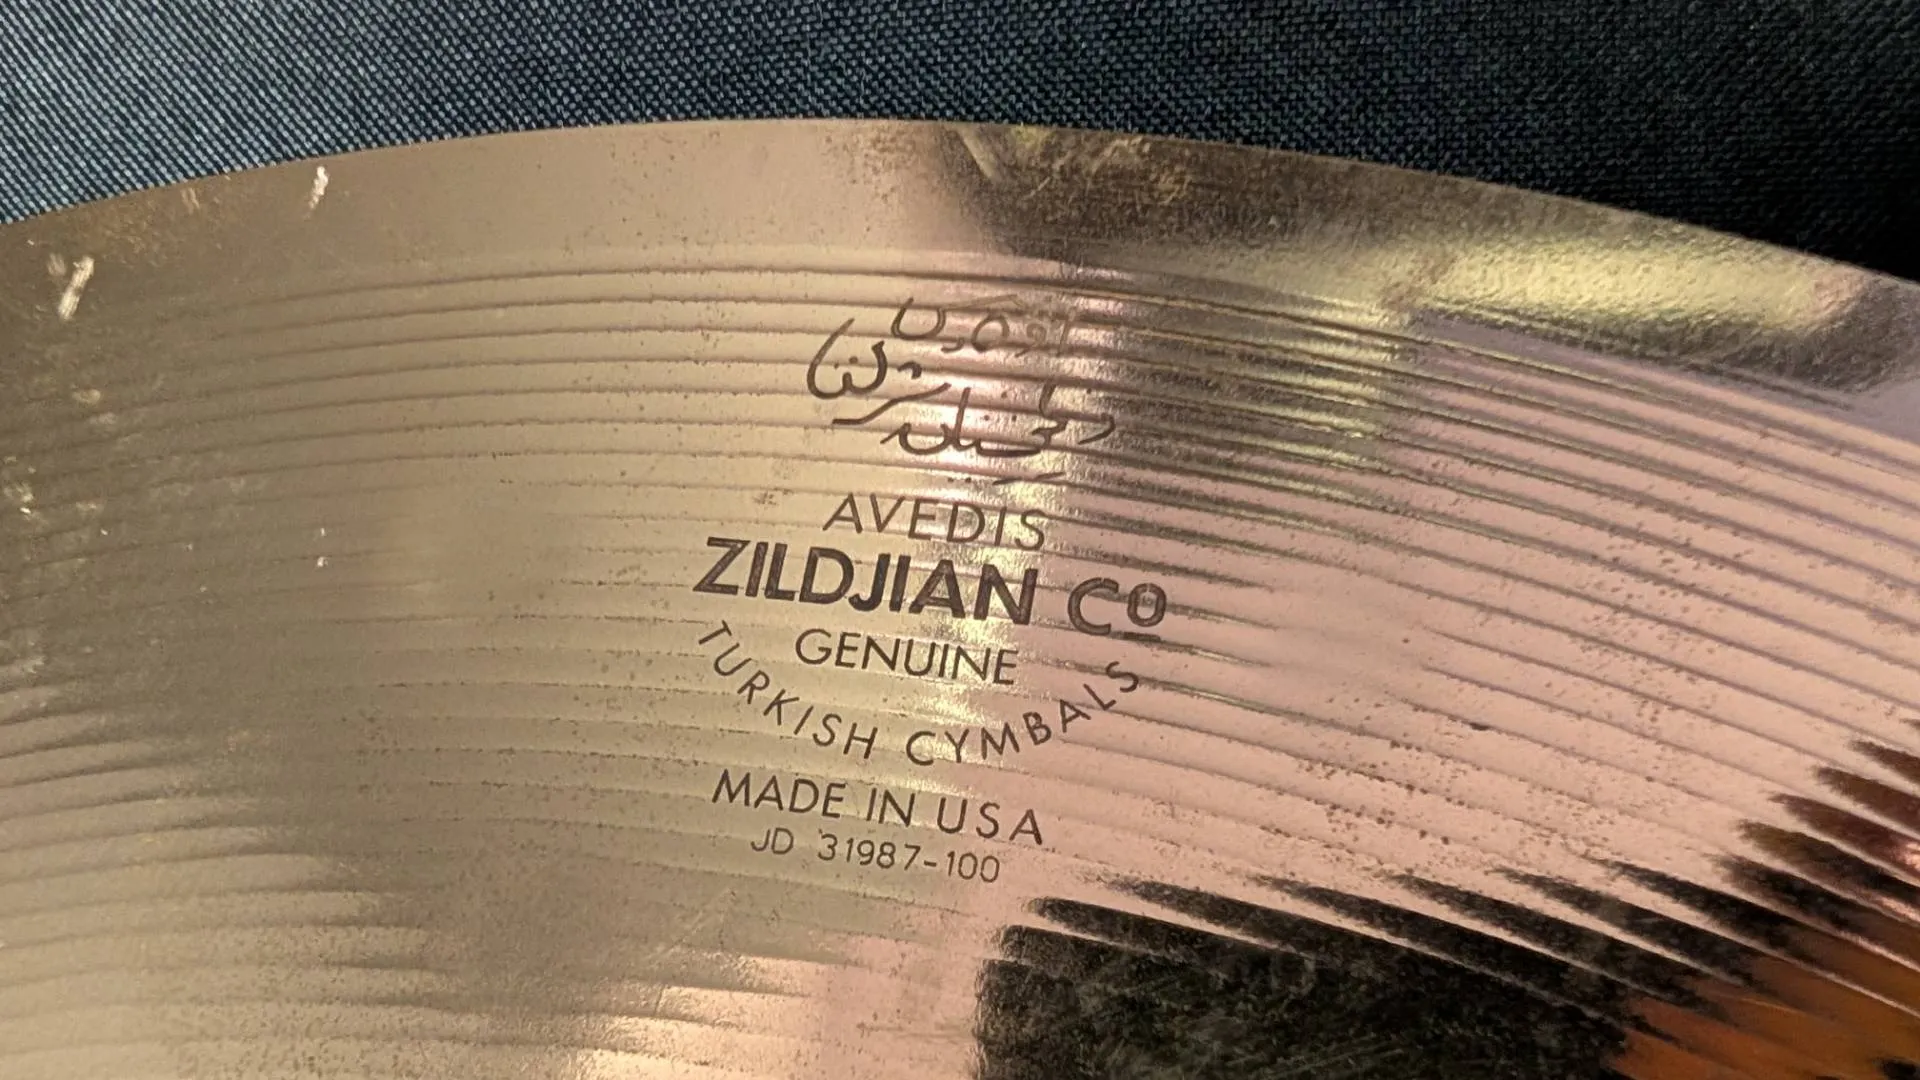 AVEDIS
ZILDJIAN Cº
GENUINE
TURKISH CYMBALS
MADE IN USA
JD 31987-100